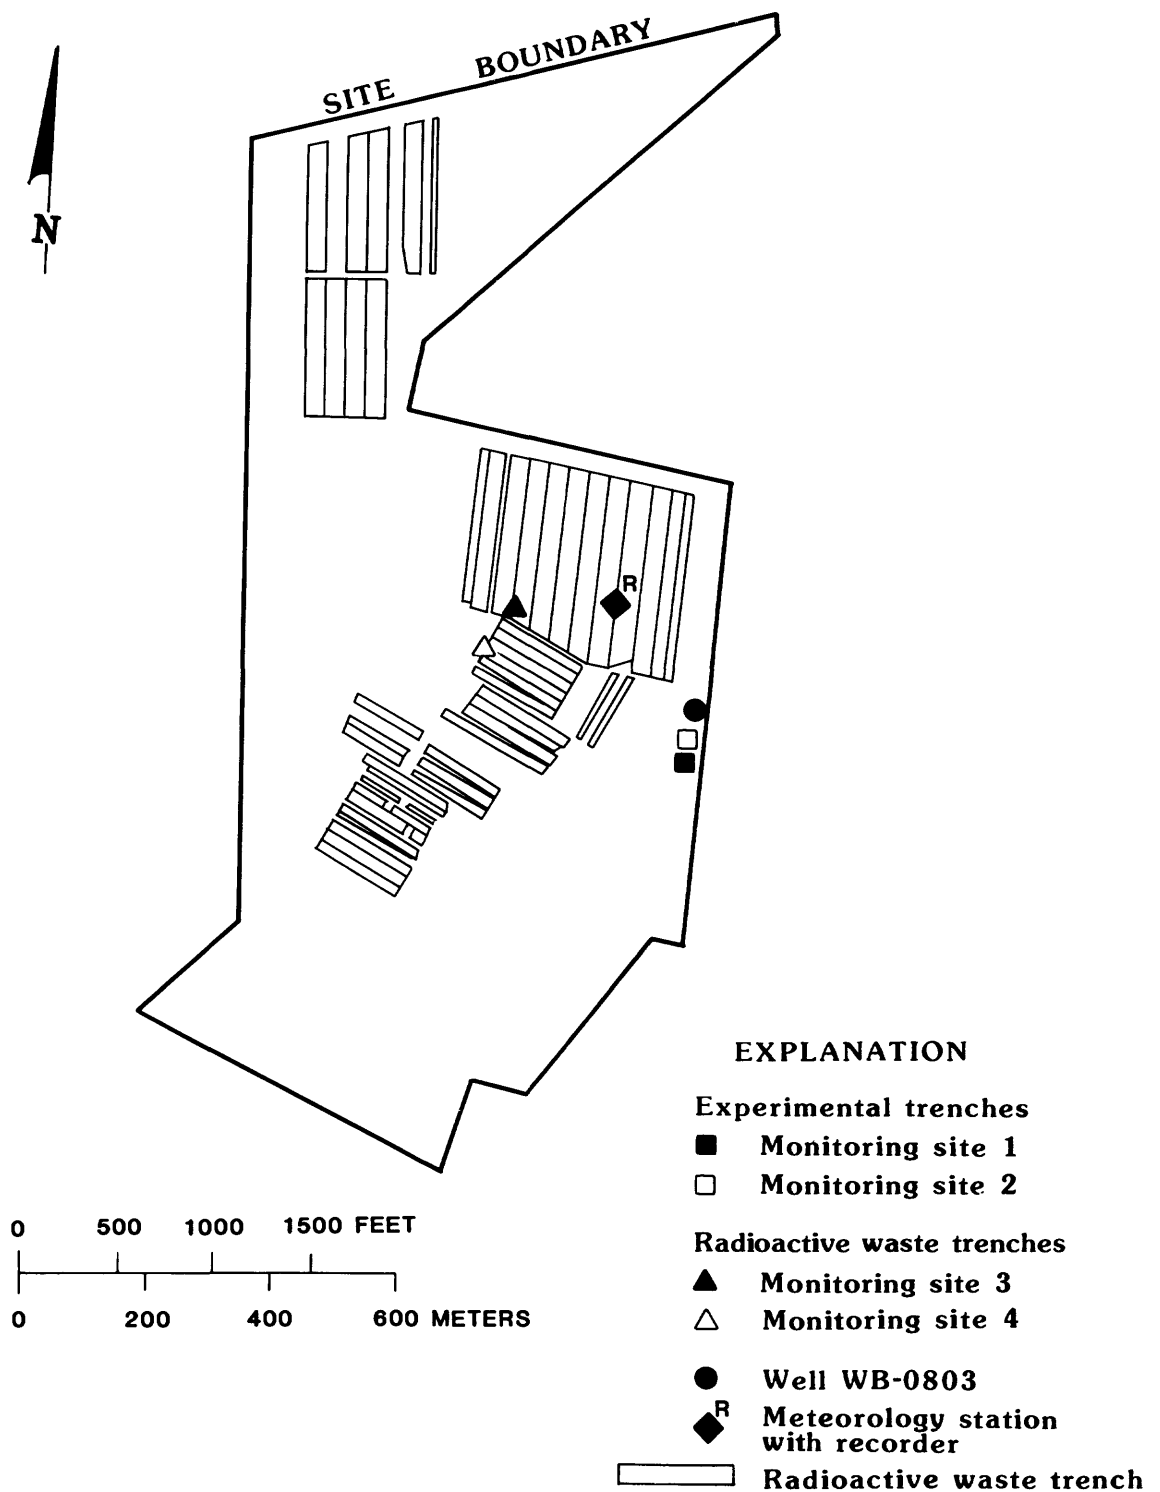 SITE BOUNDARY
N
R
EXPLANATION
Experimental trenches
Monitoring site 1
Monitoring site 2
0 500 1000 1500 FEET
0 200 400 600 METERS
Radioactive waste trenches
Monitoring site 3
Monitoring site 4
Well WB-0803
R
Meteorology station
with recorder
Radioactive waste trench